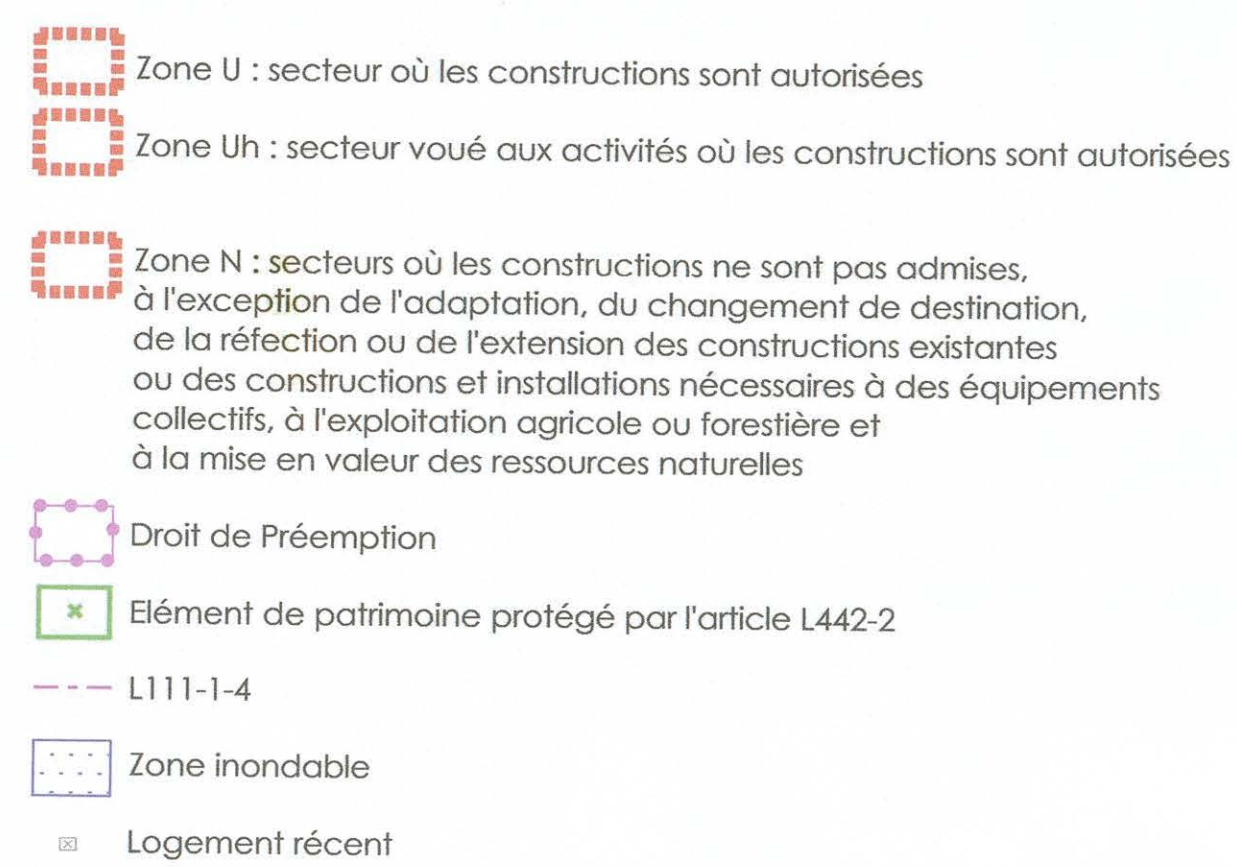 Zone U : secteur où les constructions sont autorisées
Zone Uh : secteur voué aux activités où les constructions sont autorisées
Zone N : secteurs où les constructions ne sont pas admises,
à l'exception de l'adaptation, du changement de destination,
de la réfection ou de l'extension des constructions existantes
ou des constructions et installations nécessaires à des équipements
collectifs, à l'exploitation agricole ou forestière et
à la mise en valeur des ressources naturelles
Droit de Préemption
Elément de patrimoine protégé par l'article L442-2
L111-1-4
Zone inondable
Logement récent